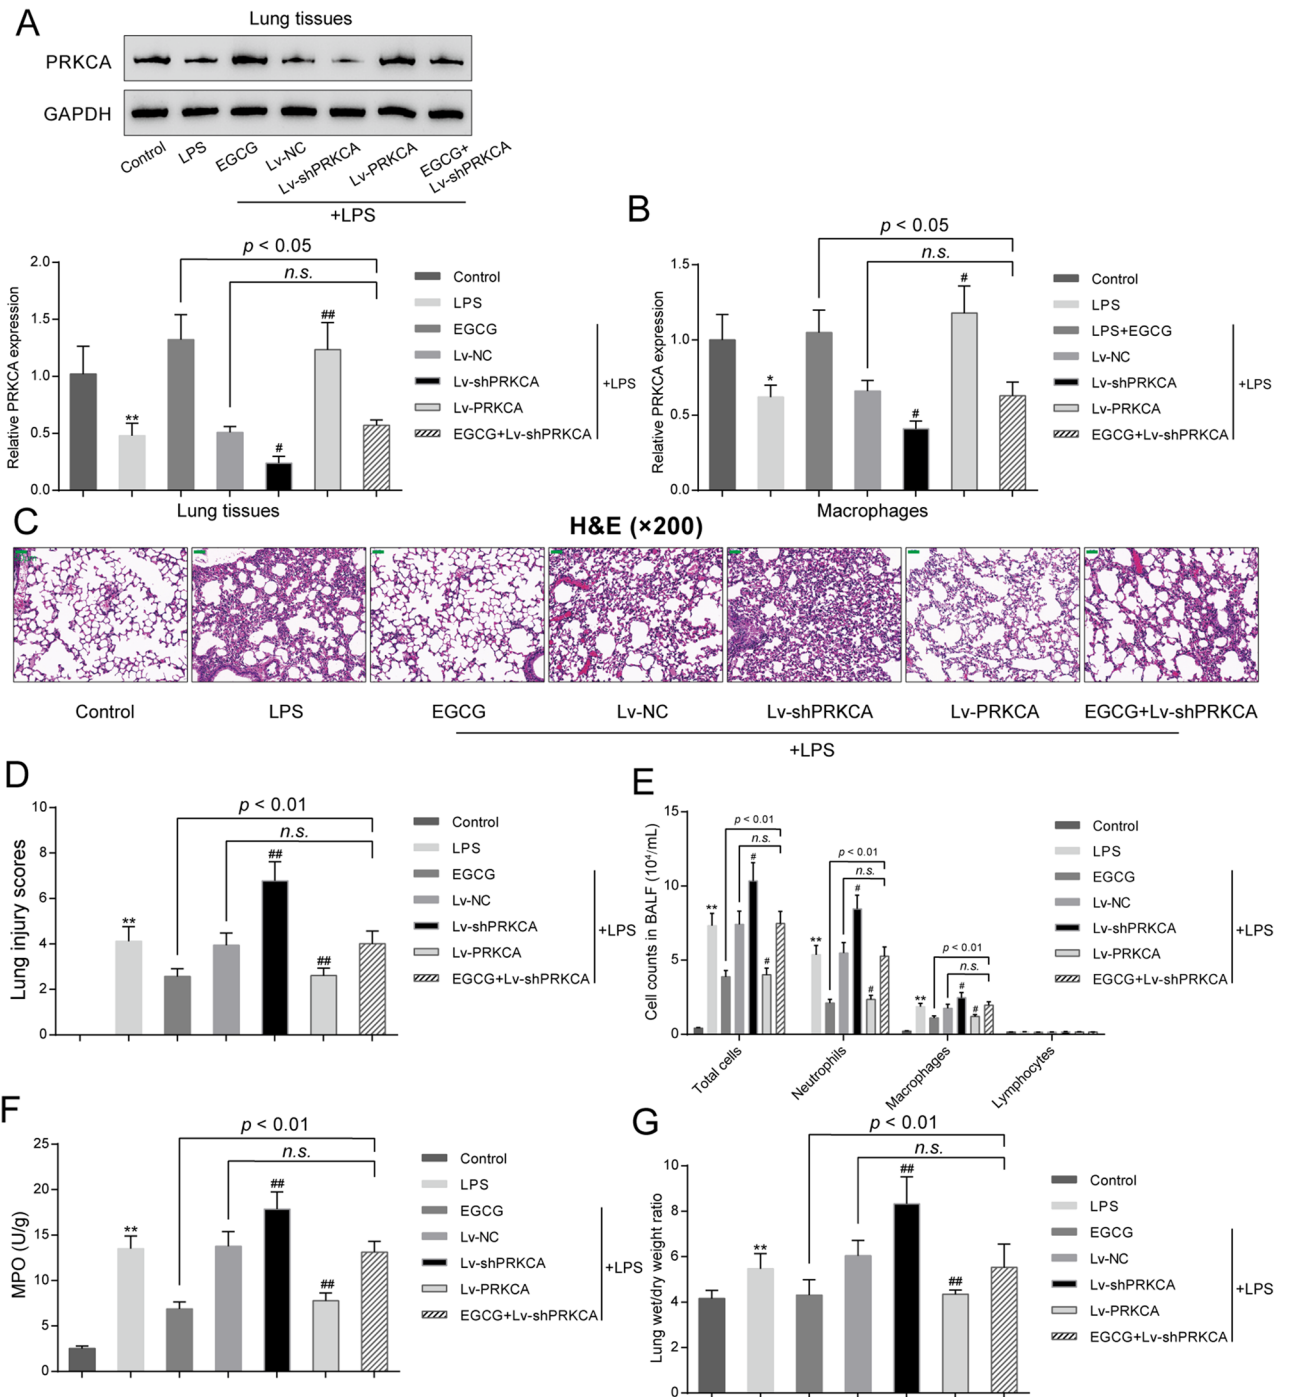 A
Lung tissues
PRKCA
GAPDH
Control
LPS
EGCG
Lv-NC
Lv-shPRKCA
Lv-PRKCA
EGCG+
Lv-shPRKCA
+LPS
p < 0.05
n.s.
2.0
1.5
1.0
0.5
0.0
Relative PRKCA expression
**
#
##
Lung tissues
Control
LPS
EGCG
Lv-NC
Lv-shPRKCA
Lv-PRKCA
EGCG+Lv-shPRKCA
+LPS
B
p < 0.05
n.s.
1.5
1.0
0.5
0.0
Relative PRKCA expression
*
#
#
Macrophages
Control
LPS
LPS+EGCG
Lv-NC
Lv-shPRKCA
Lv-PRKCA
EGCG+Lv-shPRKCA
+LPS
C
H&E (×200)
Control
LPS
EGCG
Lv-NC
Lv-shPRKCA
Lv-PRKCA
EGCG+Lv-shPRKCA
+LPS
D
p < 0.01
n.s.
10
8
6
4
2
0
Lung injury scores
**
##
##
Control
LPS
EGCG
Lv-NC
Lv-shPRKCA
Lv-PRKCA
EGCG+Lv-shPRKCA
+LPS
E
15
10
5
0
Cell counts in BALF (10⁴/mL)
p < 0.01
n.s.
**
#
#
p < 0.01
n.s.
**
#
#
p < 0.01
n.s.
**
#
#
Total cells
Neutrophils
Macrophages
Lymphocytes
Control
LPS
EGCG
Lv-NC
Lv-shPRKCA
Lv-PRKCA
EGCG+Lv-shPRKCA
+LPS
F
p < 0.01
n.s.
25
20
15
10
5
0
MPO (U/g)
**
##
##
Control
LPS
EGCG
Lv-NC
Lv-shPRKCA
Lv-PRKCA
EGCG+Lv-shPRKCA
+LPS
G
p < 0.01
n.s.
10
8
6
4
2
0
Lung wet/dry weight ratio
**
##
##
Control
LPS
EGCG
Lv-NC
Lv-shPRKCA
Lv-PRKCA
EGCG+Lv-shPRKCA
+LPS